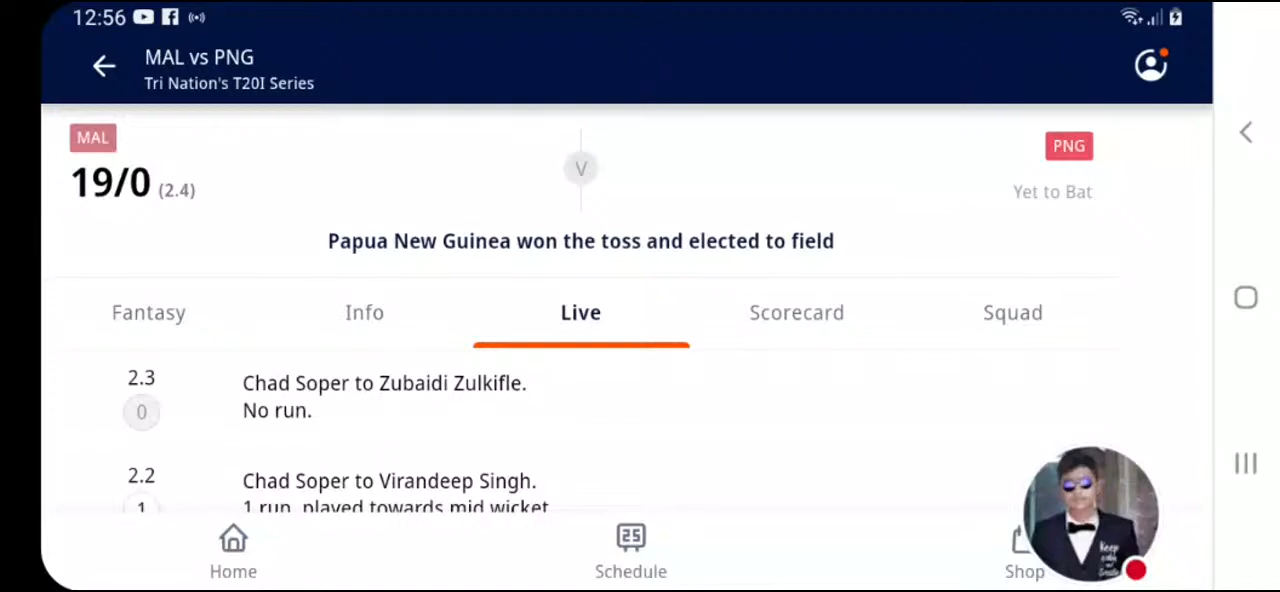 12:56
MAL vs PNG
Tri Nation's T20I Series
MAL
PNG
19/0 (2.4)
V
Yet to Bat
Papua New Guinea won the toss and elected to field
Fantasy Info Live Scorecard Squad
2.3
Chad Soper to Zubaidi Zulkifle.
0
No run.
2.2
Chad Soper to Virandeep Singh.
1
1 run, played towards mid wicket
25
Home Schedule Shop
Keep